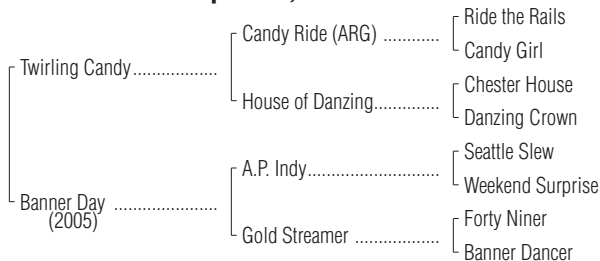 Ride the Rails
Candy Ride (ARG) ............
Candy Girl
Twirling Candy..................
Chester House
House of Danzing..............
Danzing Crown
Seattle Slew
A.P. Indy............................
Weekend Surprise
Banner Day ......................
(2005)
Forty Niner
Gold Streamer ..................
Banner Dancer